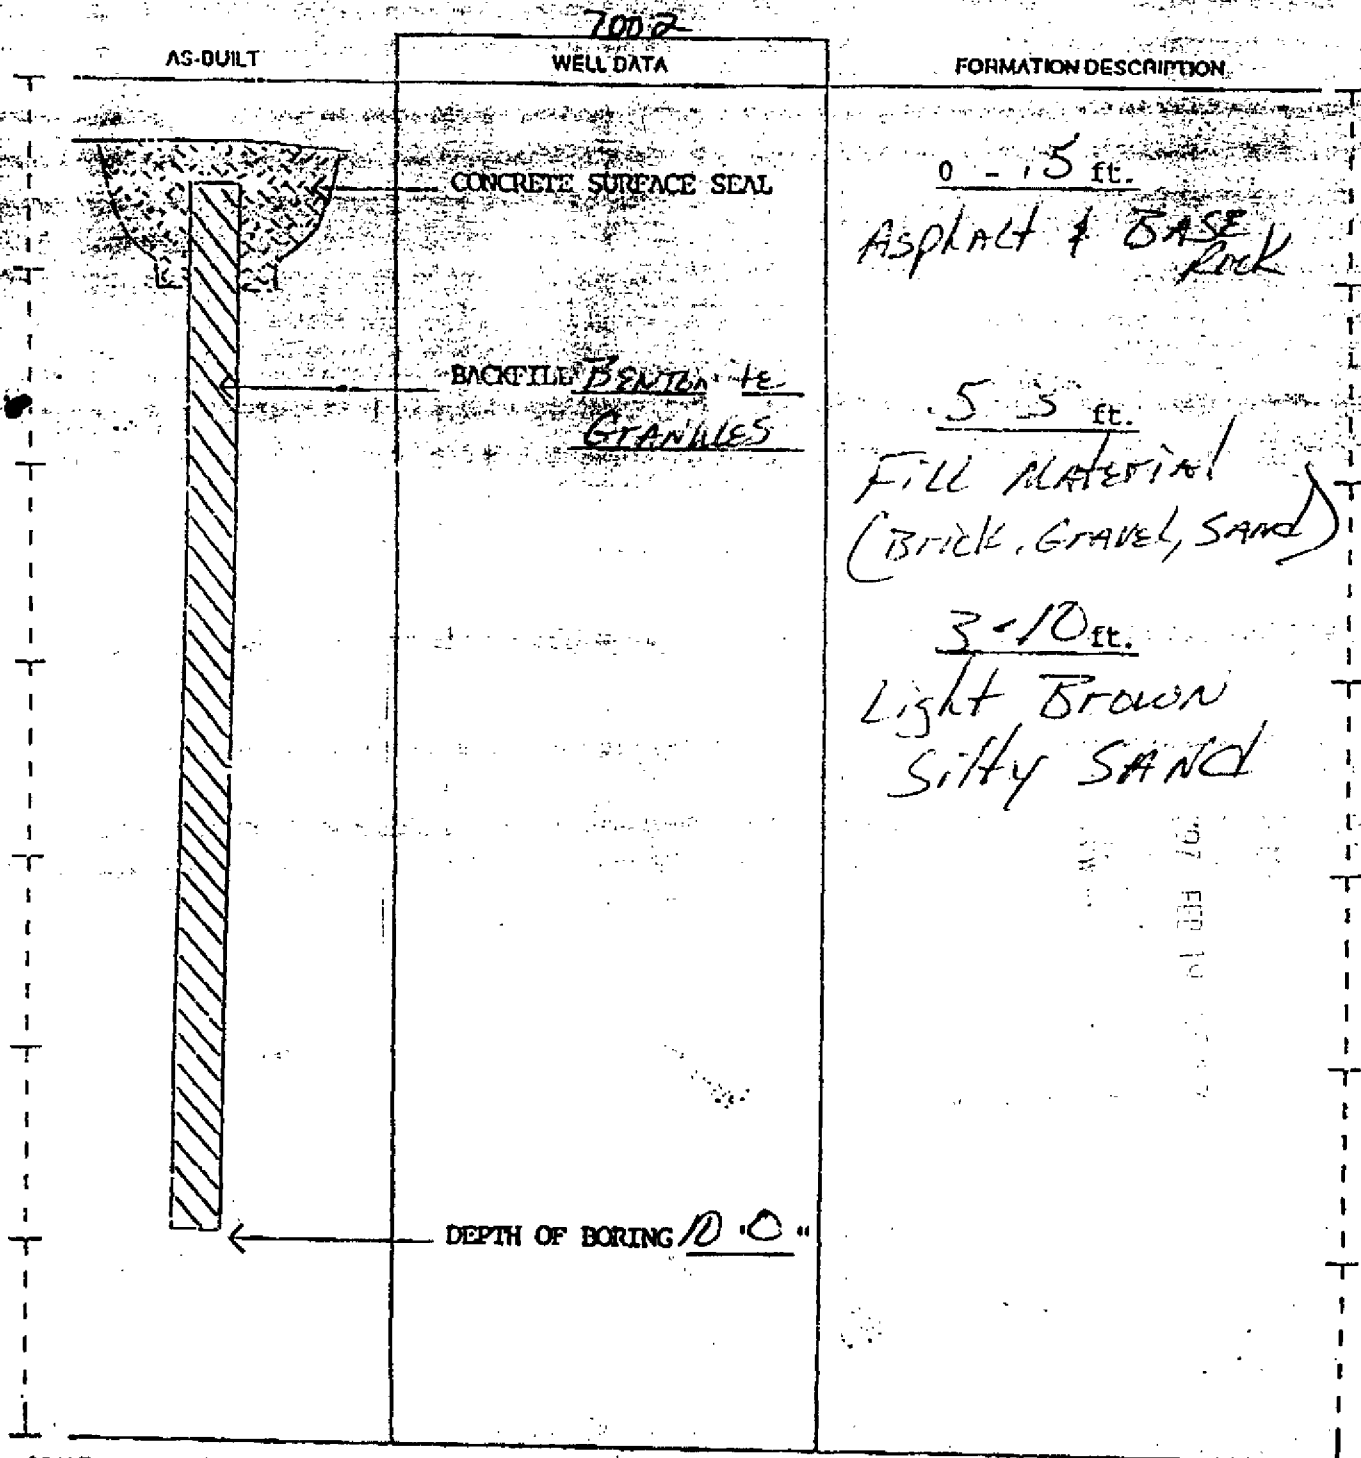 7002
AS-BUILT
WELL DATA
FORMATION DESCRIPTION
CONCRETE SURFACE SEAL
0 - .5 ft.
Asphalt & BASE
Rock
BACKFILL BENTONITE
GRANULES
.5 3 ft.
Fill Material
(Brick, Gravel, Sand)
3-10 ft.
Light Brown
Silty SAND
DEPTH OF BORING 10 '0 "